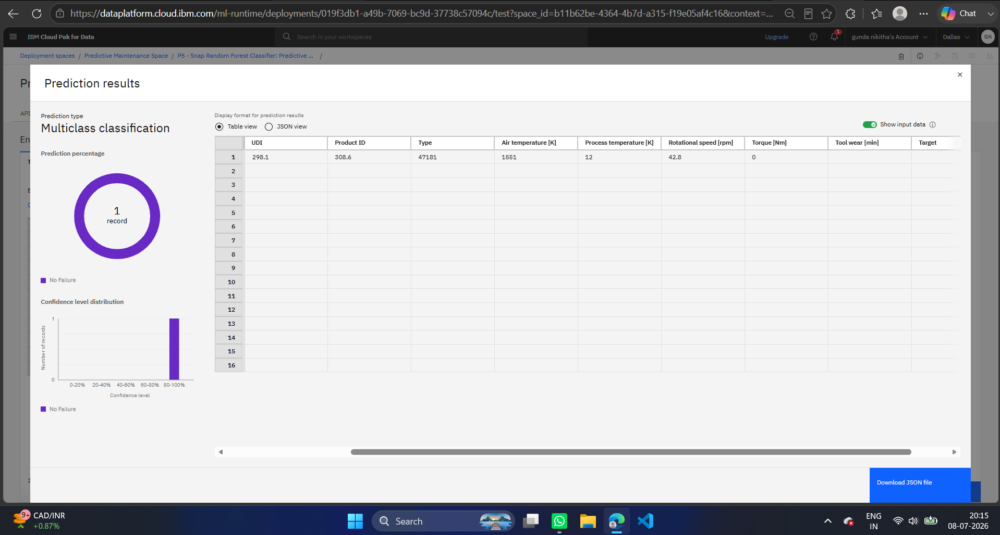 https://dataplatform.cloud.ibm.com/ml-runtime/deployments/019f3db1-a49b-7069-bc9d-37738c57094c/test?space_id=b11b62be-4364-4b7d-a315-f19e05af4c16&context=...
Chat
IBM Cloud Pak for Data
Search in your workspaces
Upgrade
1
gunda nikitha's Account
Dallas
GN
Deployment spaces / Predictive Maintenance Space / P5 - Snap Random Forest Classifier: Predictive ... /
Pr
API
En
Prediction results
Prediction type
Multiclass classification
Prediction percentage
1
record
No Failure
Confidence level distribution
Number of records
1
0
0-20% 20-40% 40-60% 60-80% 80-100%
Confidence level
No Failure
Display format for prediction results
Table view JSON view
Show input data
UDI Product ID Type Air temperature [K] Process temperature [K] Rotational speed [rpm] Torque [Nm] Tool wear [min] Target
1 298.1 308.6 47181 1551 12 42.8 0
2
3
4
5
6
7
8
9
10
11
12
13
14
15
16
Download JSON file
9+
CAD/INR
+0.87%
Search
ENG
IN
20:15
08-07-2026